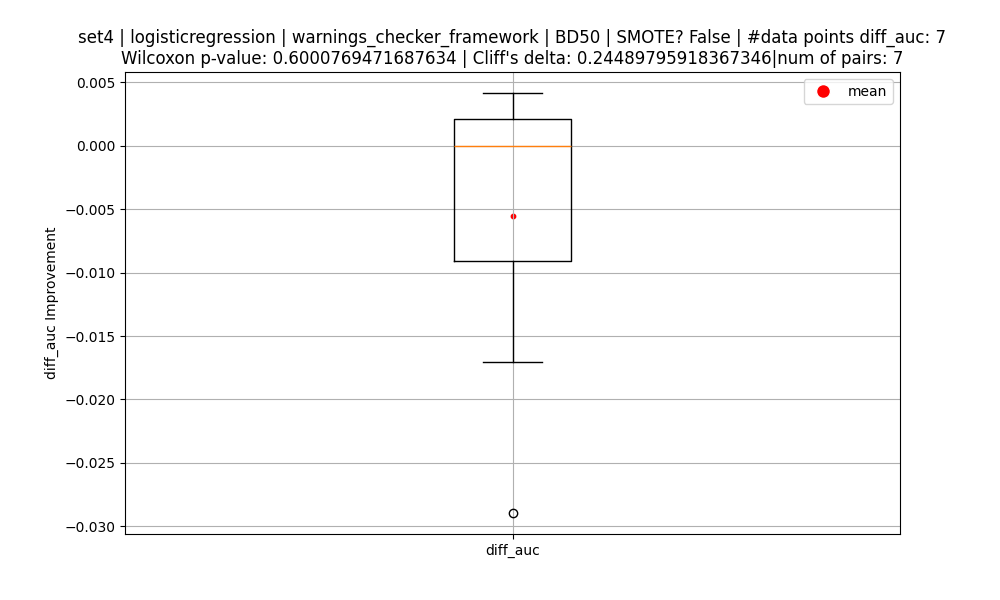 set4 | logisticregression | warnings_checker_framework | BD50 | SMOTE? False | #data points diff_auc: 7
Wilcoxon p-value: 0.6000769471687634 | Cliff's delta: 0.24489795918367346|num of pairs: 7
mean
0.005
0.000
−0.005
−0.010
−0.015
−0.020
−0.025
−0.030
diff_auc Improvement
diff_auc